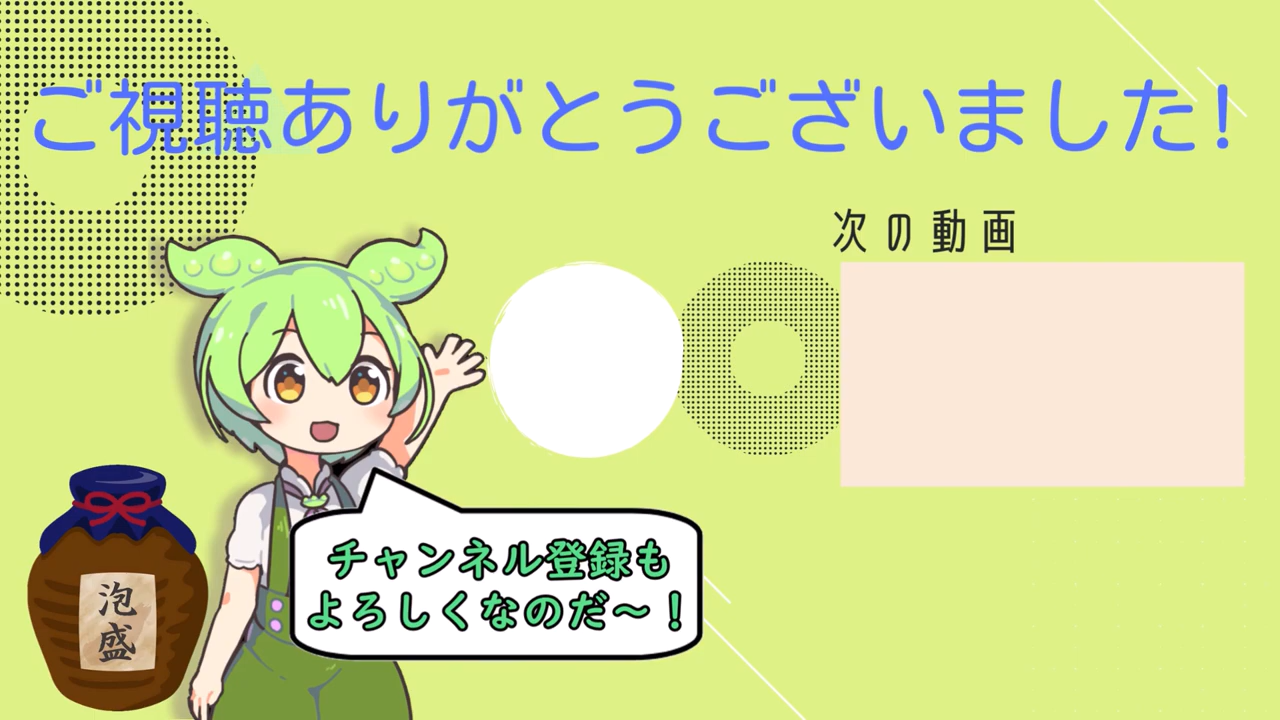 ご視聴ありがとうございました!
次の動画
チャンネル登録も
よろしくなのだ～！
泡
盛